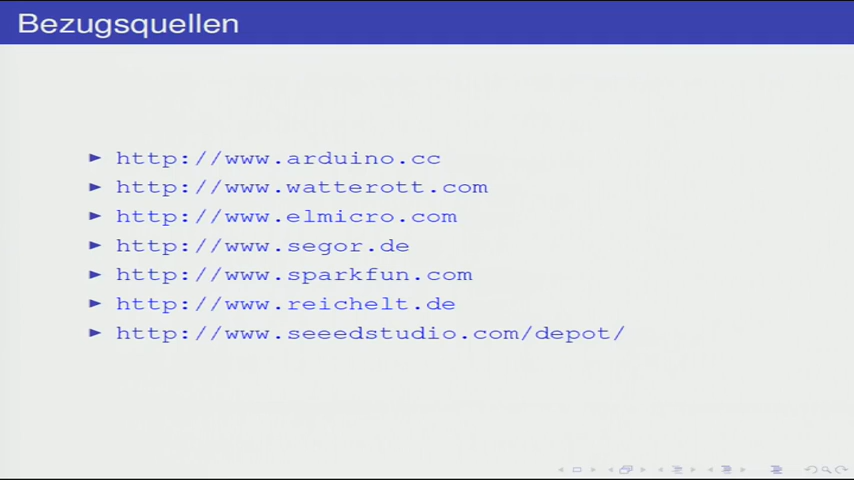 Bezugsquellen
http://www.arduino.cc
http://www.watterott.com
http://www.elmicro.com
http://www.segor.de
http://www.sparkfun.com
http://www.reichelt.de
http://www.seeedstudio.com/depot/